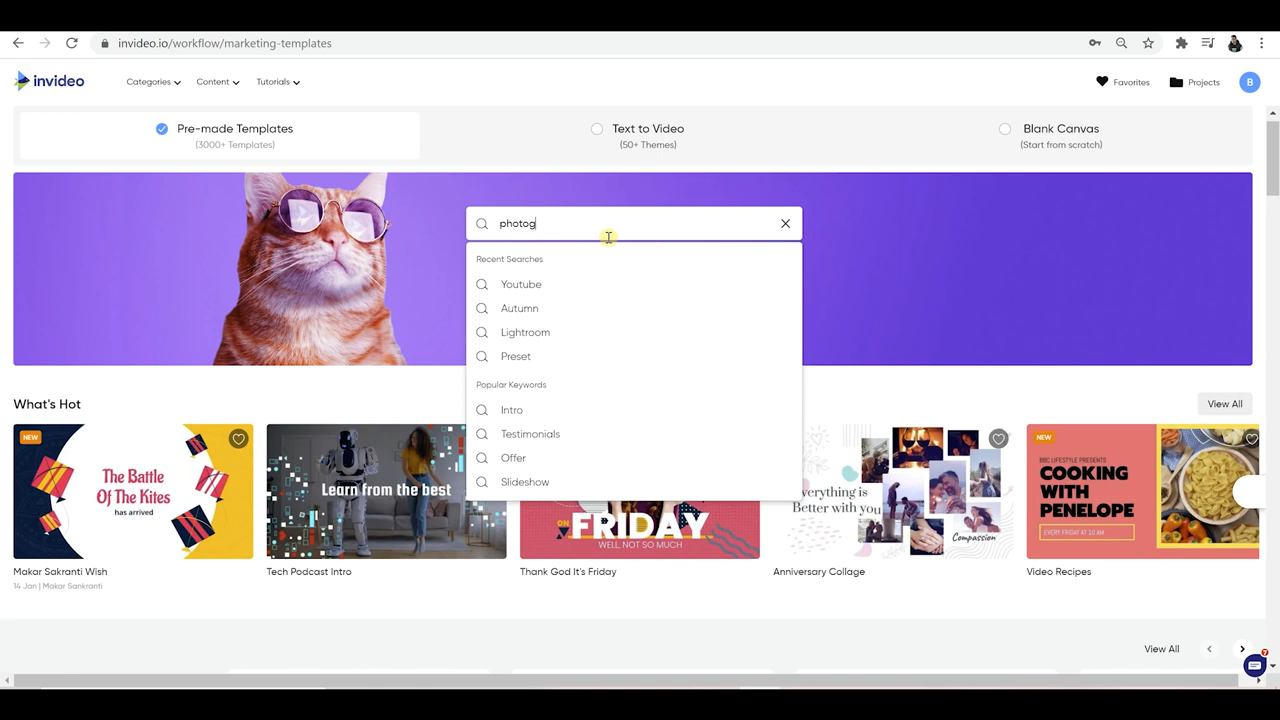 invideo.io/workflow/marketing-templates
invideo
Categories
Content
Tutorials
Favorites
Projects
B
Pre-made Templates
(3000+ Templates)
Text to Video
(50+ Themes)
Blank Canvas
(Start from scratch)
photog
Recent Searches
Youtube
Autumn
Lightroom
Preset
Popular Keywords
Intro
Testimonials
Offer
Slideshow
What's Hot
View All
NEW
The Battle
Of The Kites
has arrived
Makar Sakranti Wish
14 Jan | Makar Sankranti
Learn from the best
Tech Podcast Intro
ON
FRIDAY
WELL, NOT SO MUCH
Thank God It's Friday
everything is
Better with you
Compassion
Anniversary Collage
NEW
BBC LIFESTYLE PRESENTS
COOKING
WITH
PENELOPE
EVERY FRIDAY AT 10 AM
Video Recipes
View All
7